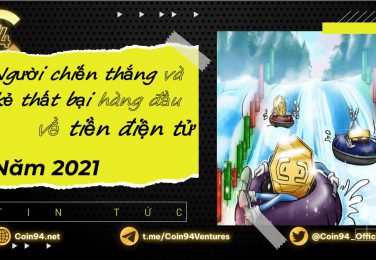 Người chiến thắng và
kẻ thất bại hàng đầu
về tiền điện tử
Năm 2021
TIN TỨC
Coin94.net
t.me/Coin94Ventures
@Coin94_Offic